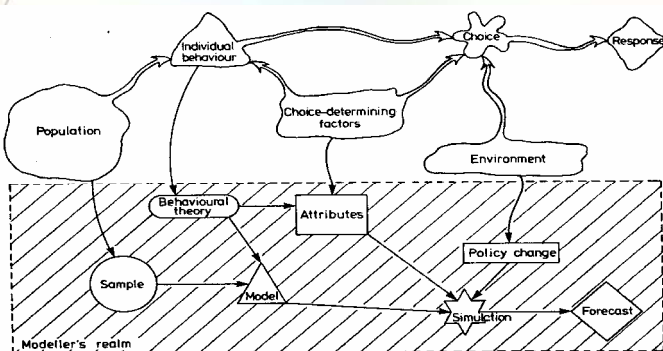 Individual
behaviour
Choice
Response
Population
Choice-determining
factors
Environment
Behavioural
theory
Attributes
Policy change
Sample
Model
Simulction
Forecast
Modeller's realm